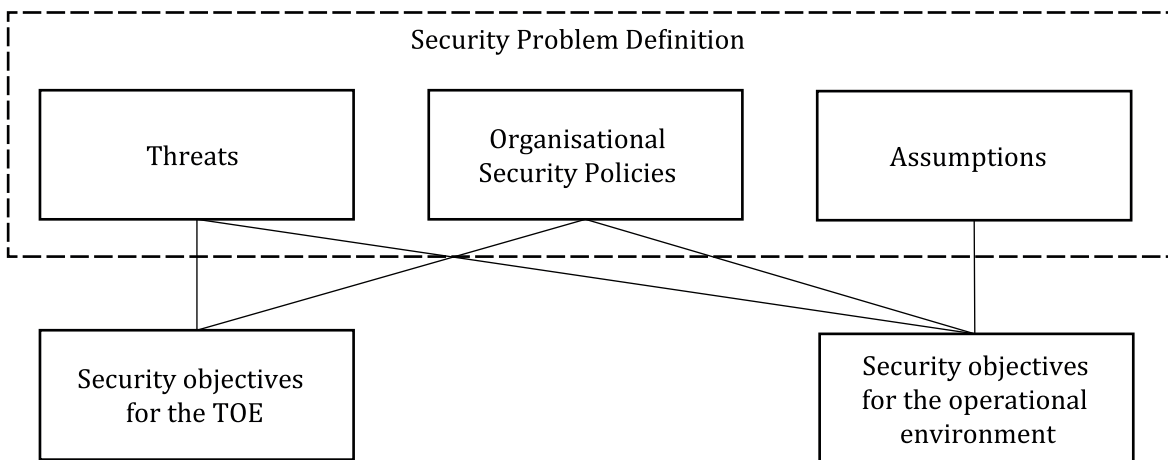 Security Problem Definition
Threats
Organisational
Security Policies
Assumptions
Security objectives
for the TOE
Security objectives
for the operational
environment